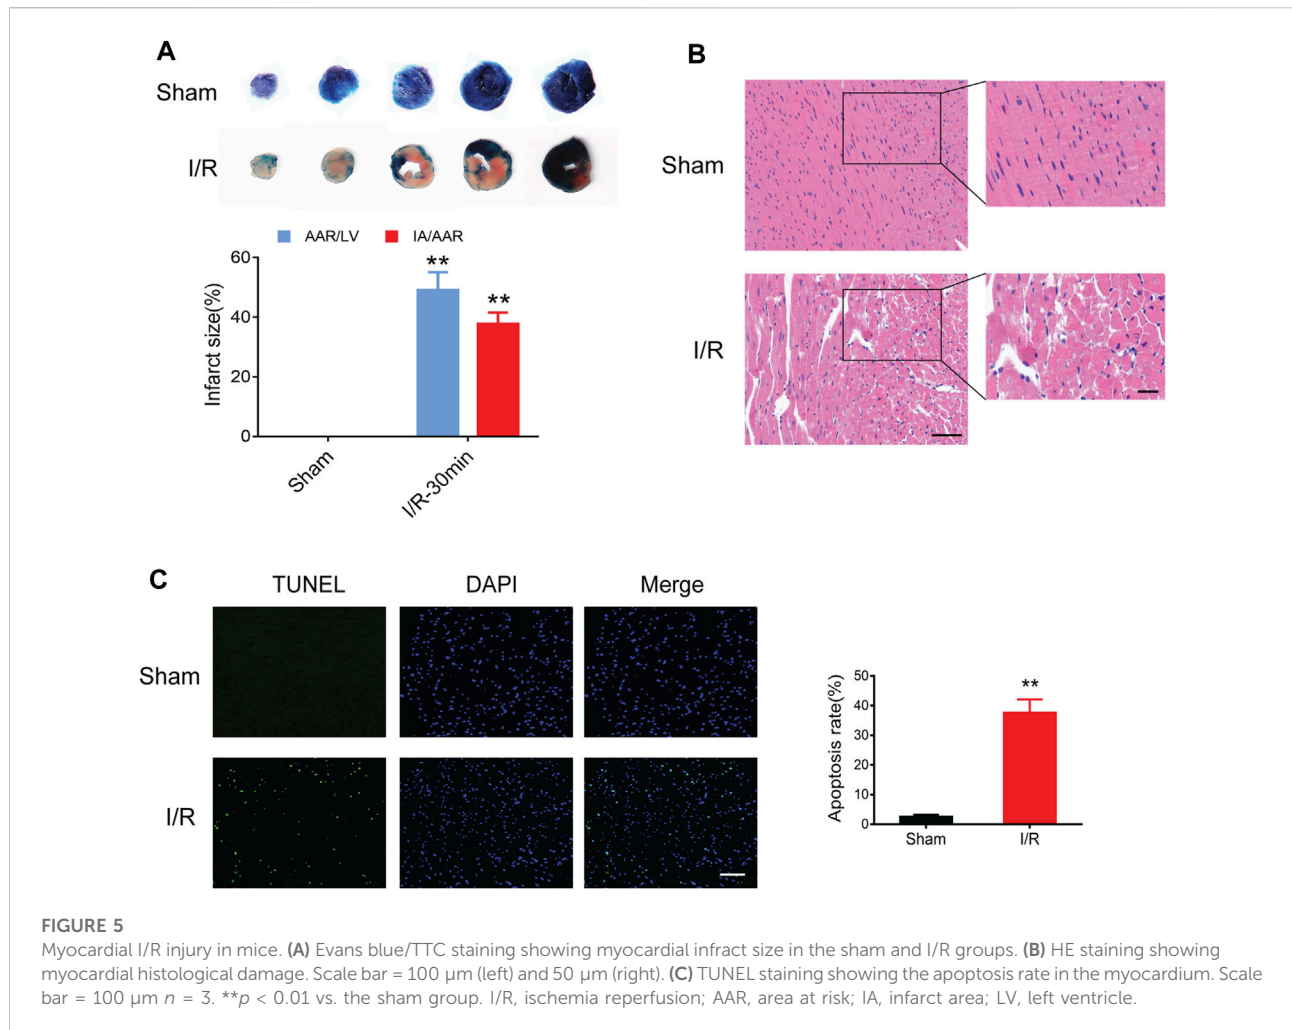 A
Sham
I/R
AAR/LV IA/AAR
Infarct size(%)
60
40
20
0
**
**
Sham
I/R-30min
B
Sham
I/R
C
TUNEL DAPI Merge
Sham
I/R
Apoptosis rate(%)
50
40
30
20
10
0
**
Sham I/R
FIGURE 5
Myocardial I/R injury in mice. (A) Evans blue/TTC staining showing myocardial infract size in the sham and I/R groups. (B) HE staining showing
myocardial histological damage. Scale bar = 100 μm (left) and 50 μm (right). (C) TUNEL staining showing the apoptosis rate in the myocardium. Scale
bar = 100 μm n = 3. **p < 0.01 vs. the sham group. I/R, ischemia reperfusion; AAR, area at risk; IA, infarct area; LV, left ventricle.